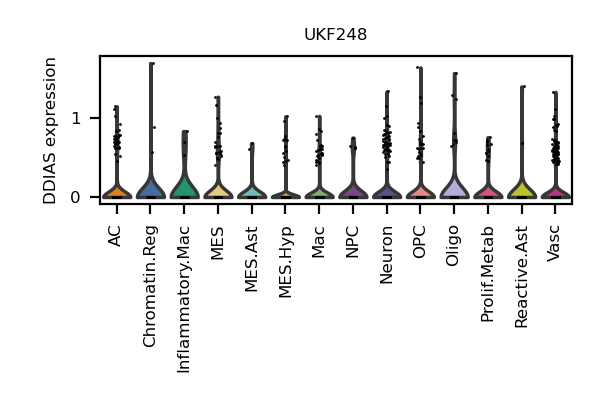 UKF248
DDIAS expression
1
0
AC
Chromatin.Reg
Inflammatory.Mac
MES
MES.Ast
MES.Hyp
Mac
NPC
Neuron
OPC
Oligo
Prolif.Metab
Reactive.Ast
Vasc